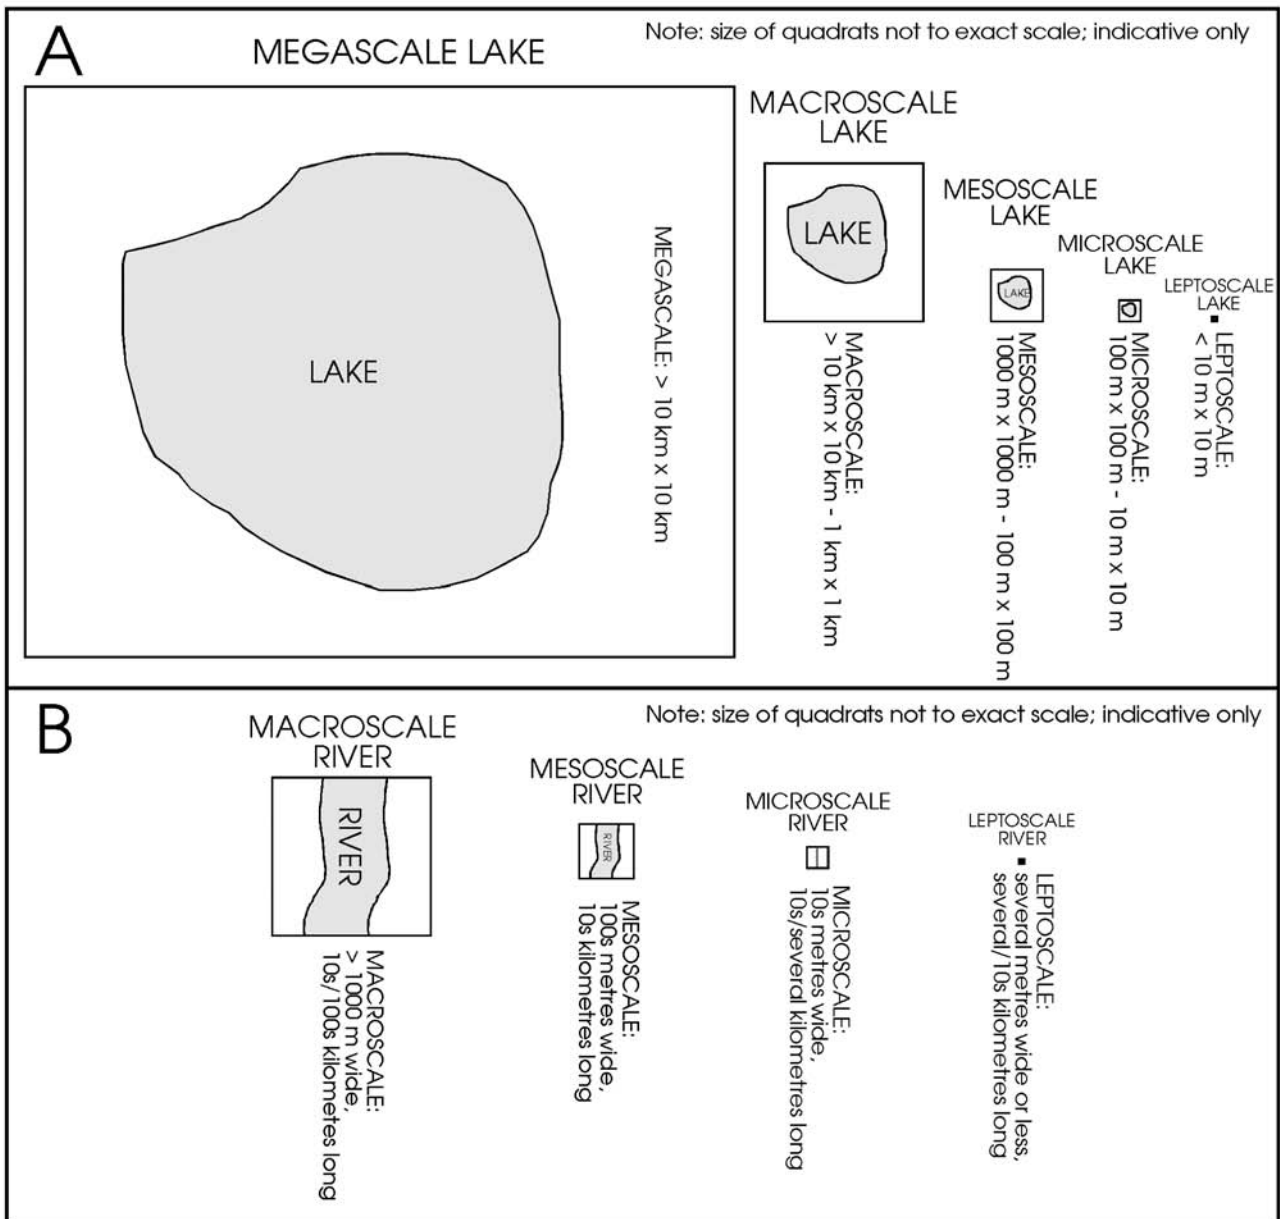 A
MEGASCALE LAKE
Note: size of quadrats not to exact scale; indicative only
LAKE
MEGASCALE: > 10 km x 10 km
MACROSCALE
LAKE
LAKE
MACROSCALE:
> 10 km x 10 km - 1 km x 1 km
MESOSCALE
LAKE
LAKE
MESOSCALE:
1000 m x 1000 m - 100 m x 100 m
MICROSCALE
LAKE
MICROSCALE:
100 m x 100 m - 10 m x 10 m
LEPTOSCALE
LAKE
LEPTOSCALE:
< 10 m x 10 m
B
Note: size of quadrats not to exact scale; indicative only
MACROSCALE
RIVER
RIVER
MACROSCALE:
> 1000 m wide,
10s/100s kilometes long
MESOSCALE
RIVER
RIVER
MESOSCALE:
100s metres wide,
10s kilometres long
MICROSCALE
RIVER
MICROSCALE:
10s metres wide,
10s/several kilometres long
LEPTOSCALE
RIVER
LEPTOSCALE:
several metres wide or less,
several/10s kilometres long